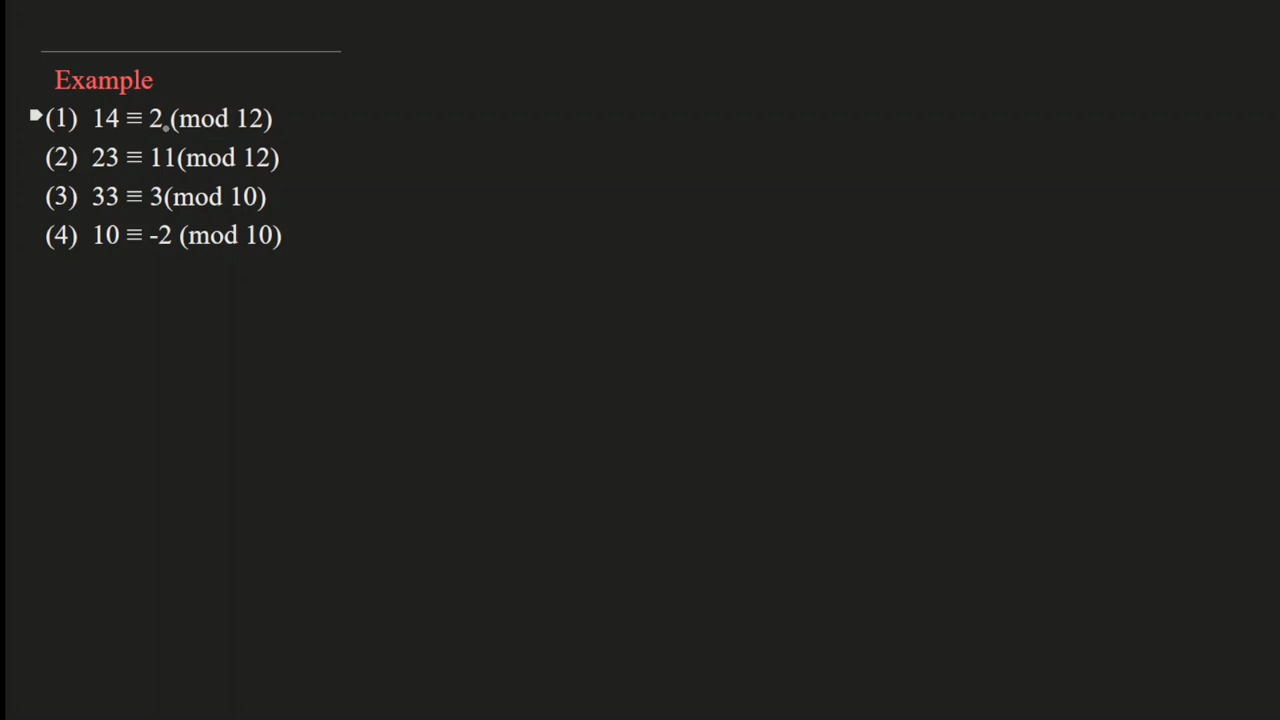 Example
(1) 14 ≡ 2 (mod 12)
(2) 23 ≡ 11(mod 12)
(3) 33 ≡ 3(mod 10)
(4) 10 ≡ -2 (mod 10)